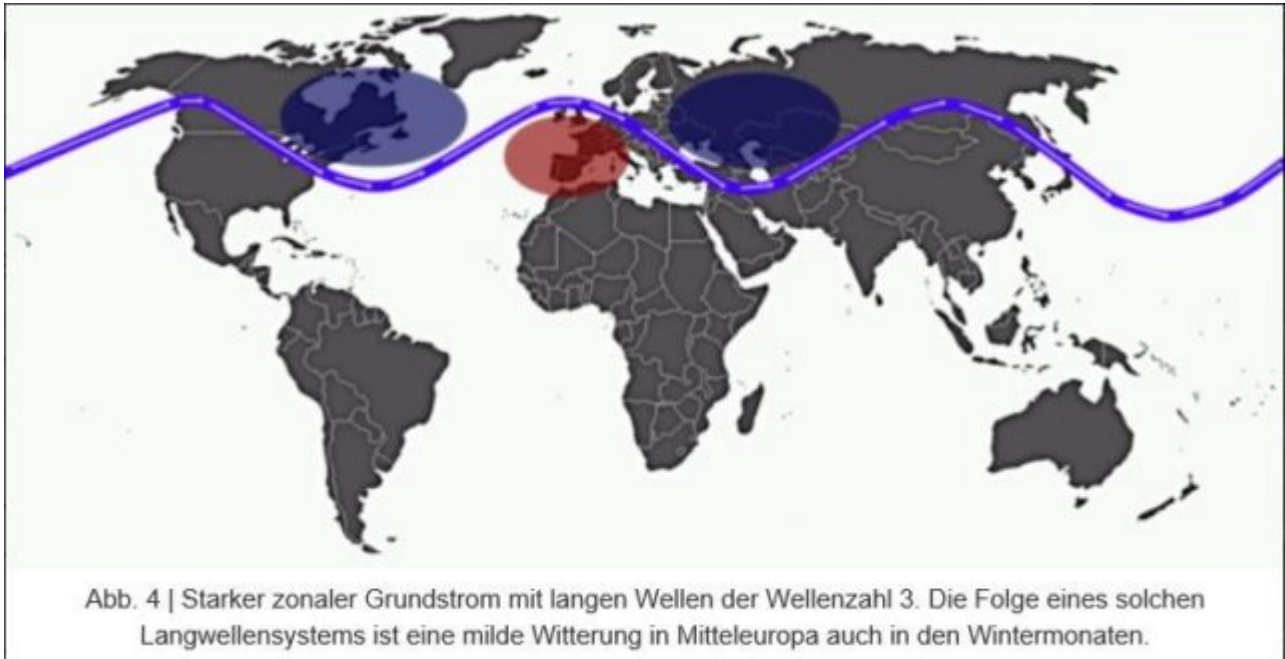 Abb. 4 | Starker zonaler Grundstrom mit langen Wellen der Wellenzahl 3. Die Folge eines solchen
Langwellensystems ist eine milde Witterung in Mitteleuropa auch in den Wintermonaten.